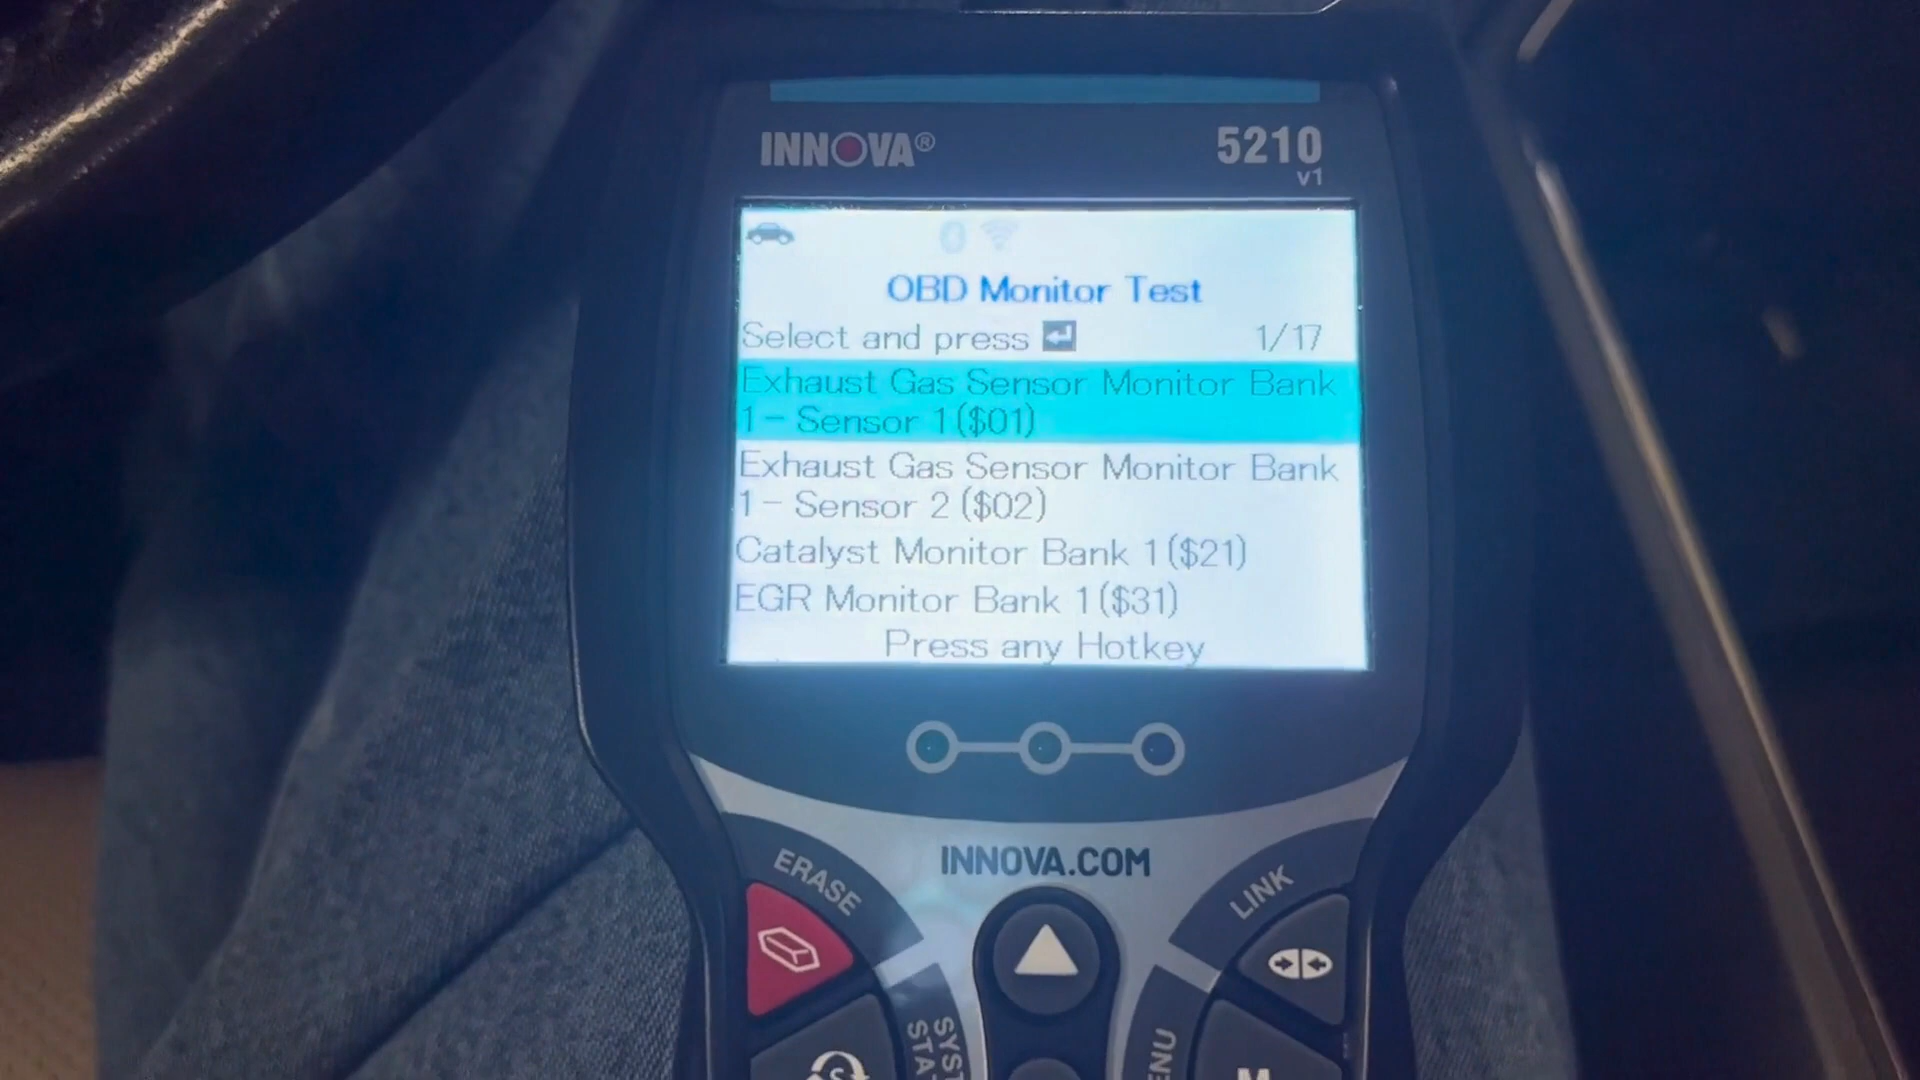 INNOVA®
5210
v1
OBD Monitor Test
Select and press 1/17
Exhaust Gas Sensor Monitor Bank
1- Sensor 1 ($01)
Exhaust Gas Sensor Monitor Bank
1- Sensor 2 ($02)
Catalyst Monitor Bank 1 ($21)
EGR Monitor Bank 1 ($31)
Press any Hotkey
INNOVA.COM
ERASE
LINK
S
M